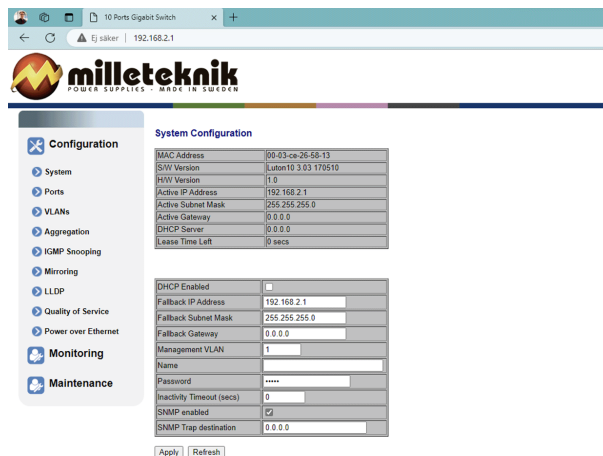 10 Ports Gigabit Switch
Ej säker | 192.168.2.1
milleteknik
POWER SUPPLIES - MADE IN SWEDEN
Configuration
System
Ports
VLANs
Aggregation
IGMP Snooping
Mirroring
LLDP
Quality of Service
Power over Ethernet
Monitoring
Maintenance
System Configuration
MAC Address 00-03-ce-26-58-13
S/W Version Luton10 3.03 170510
H/W Version 1.0
Active IP Address 192.168.2.1
Active Subnet Mask 255.255.255.0
Active Gateway 0.0.0.0
DHCP Server 0.0.0.0
Lease Time Left 0 secs
DHCP Enabled
Fallback IP Address 192.168.2.1
Fallback Subnet Mask 255.255.255.0
Fallback Gateway 0.0.0.0
Management VLAN 1
Name
Password •••••
Inactivity Timeout (secs) 0
SNMP enabled
SNMP Trap destination 0.0.0.0
Apply Refresh